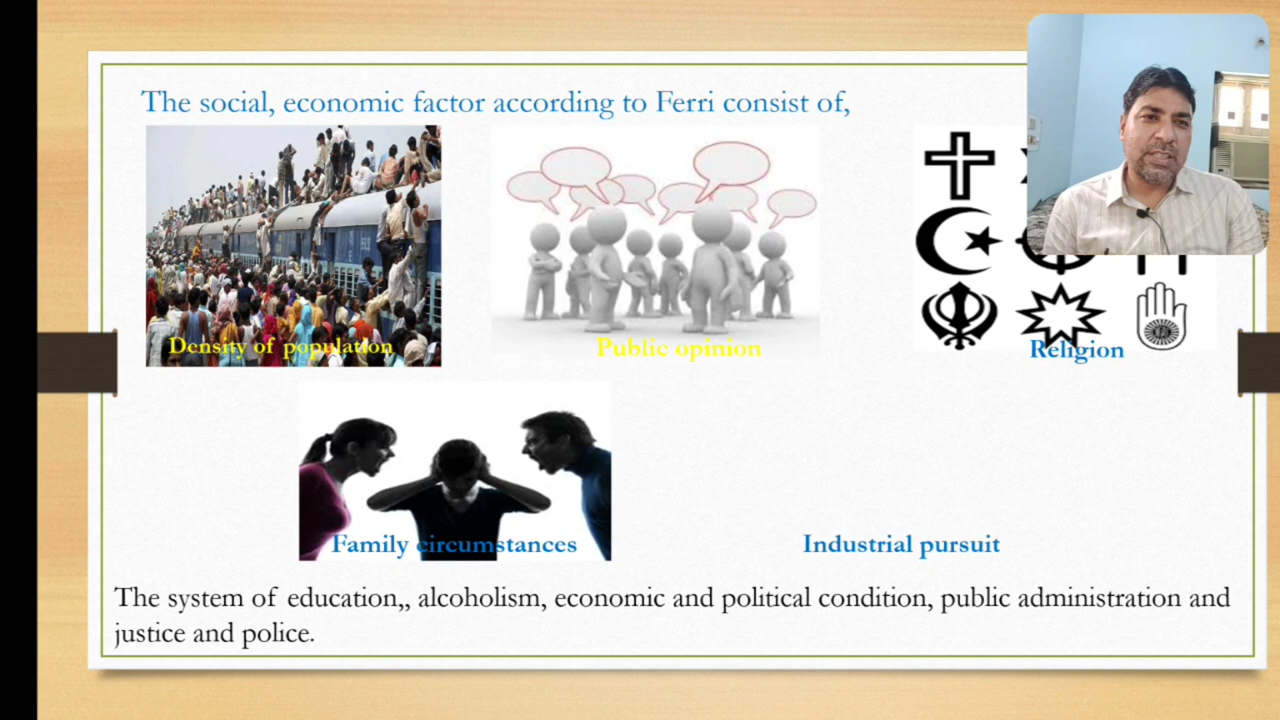 The social, economic factor according to Ferri consist of,
Density of population
Public opinion
Religion
Family circumstances
Industrial pursuit
The system of education,, alcoholism, economic and political condition, public administration and
justice and police.